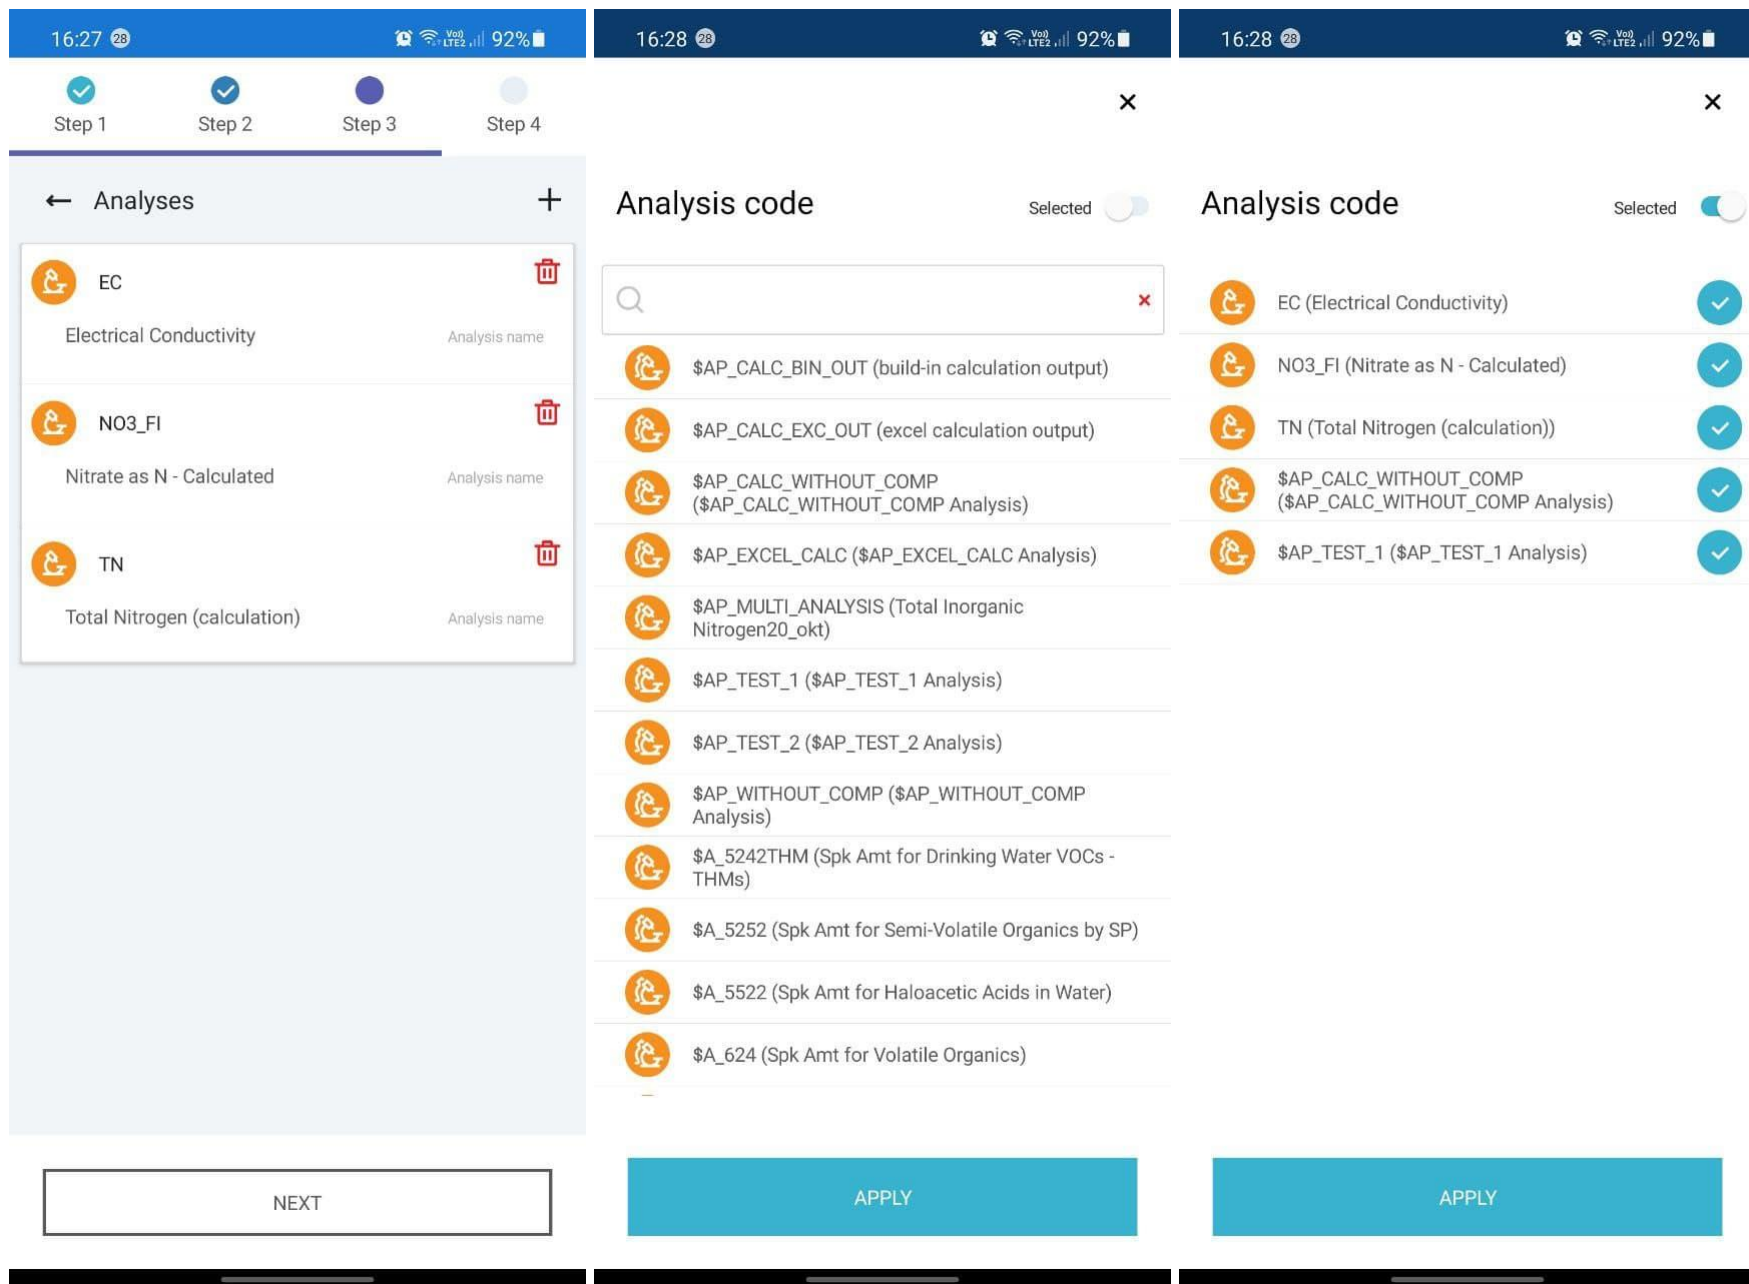 16:27 28
VoI) LTE2 92%
Step 1
Step 2
Step 3
Step 4
Analyses
EC
Electrical Conductivity
Analysis name
NO3_FI
Nitrate as N - Calculated
Analysis name
TN
Total Nitrogen (calculation)
Analysis name
NEXT
16:28 28
VoI) LTE2 92%
Analysis code
Selected
$AP_CALC_BIN_OUT (build-in calculation output)
$AP_CALC_EXC_OUT (excel calculation output)
$AP_CALC_WITHOUT_COMP
($AP_CALC_WITHOUT_COMP Analysis)
$AP_EXCEL_CALC ($AP_EXCEL_CALC Analysis)
$AP_MULTI_ANALYSIS (Total Inorganic
Nitrogen20_okt)
$AP_TEST_1 ($AP_TEST_1 Analysis)
$AP_TEST_2 ($AP_TEST_2 Analysis)
$AP_WITHOUT_COMP ($AP_WITHOUT_COMP
Analysis)
$A_5242THM (Spk Amt for Drinking Water VOCs -
THMs)
$A_5252 (Spk Amt for Semi-Volatile Organics by SP)
$A_5522 (Spk Amt for Haloacetic Acids in Water)
$A_624 (Spk Amt for Volatile Organics)
APPLY
16:28 28
VoI) LTE2 92%
Analysis code
Selected
EC (Electrical Conductivity)
NO3_FI (Nitrate as N - Calculated)
TN (Total Nitrogen (calculation))
$AP_CALC_WITHOUT_COMP
($AP_CALC_WITHOUT_COMP Analysis)
$AP_TEST_1 ($AP_TEST_1 Analysis)
APPLY